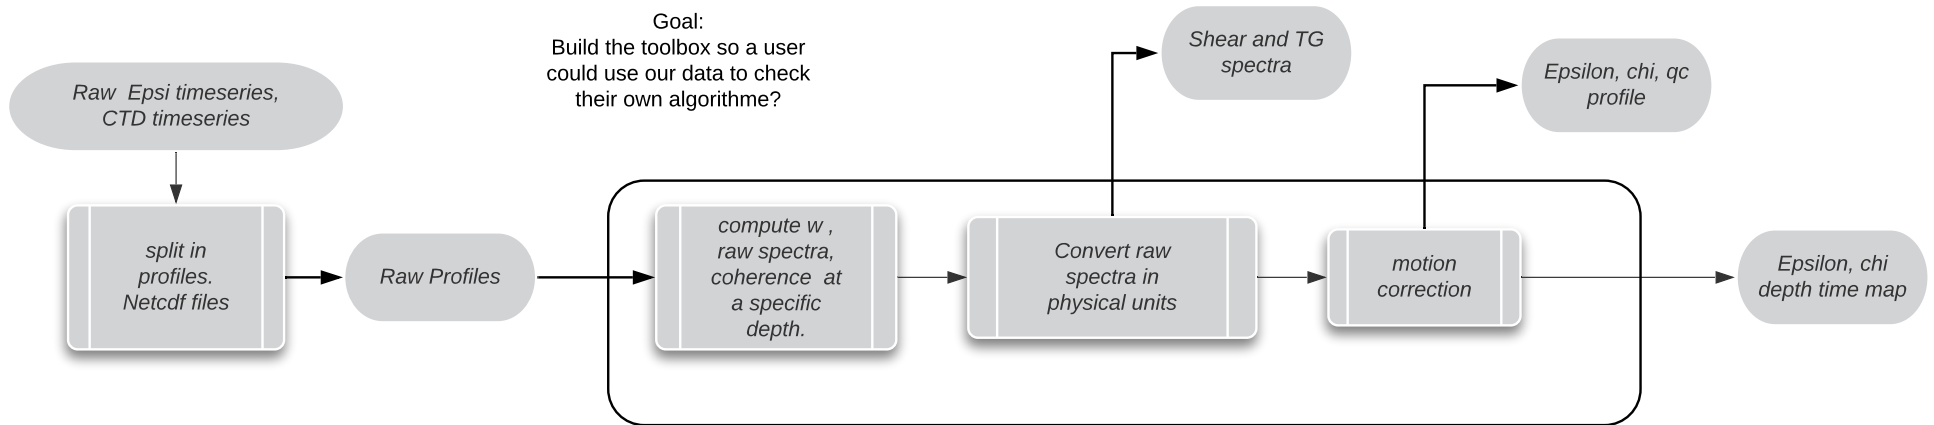 Goal:
Build the toolbox so a user
could use our data to check
their own algorithme?
Raw  Epsi timeseries,
CTD timeseries
split in
profiles.
Netcdf files
Raw Profiles
compute w ,
raw spectra,
coherence  at
a specific
depth.
Convert raw
spectra in
physical units
motion
correction
Shear and TG
spectra
Epsilon, chi, qc
profile
Epsilon, chi
depth time map